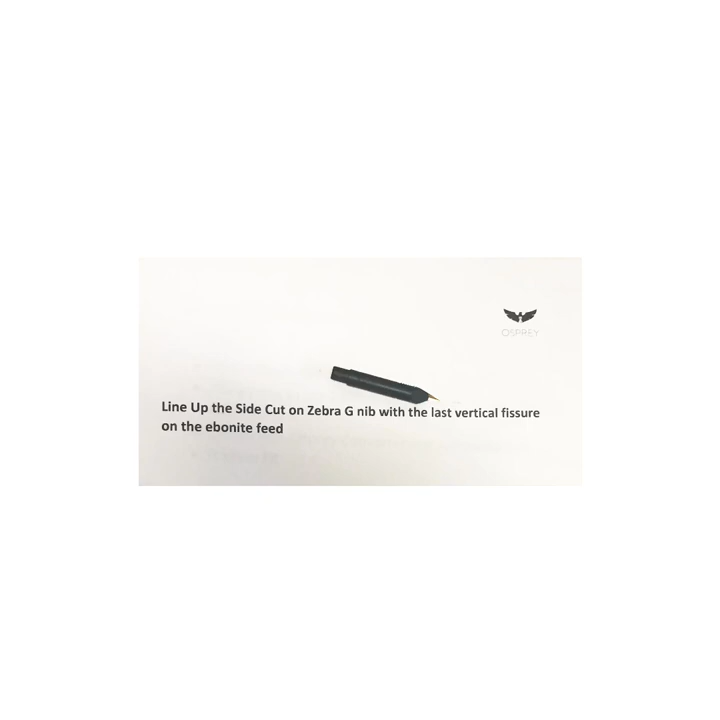 OSPREY
Line Up the Side Cut on Zebra G nib with the last vertical fissure
on the ebonite feed